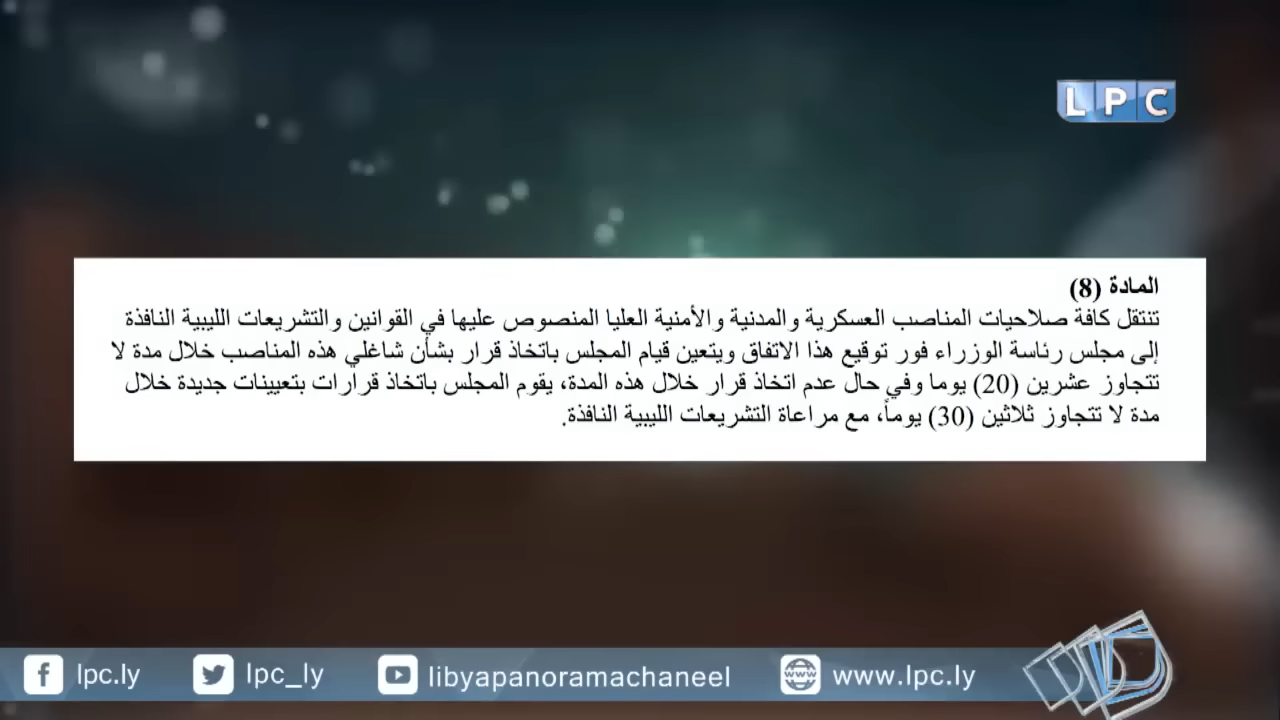 LPC
المادة (8)
تنتقل كافة صلاحيات المناصب العسكرية والمدنية والأمنية العليا المنصوص عليها في القوانين والتشريعات الليبية النافذة
إلى مجلس رئاسة الوزراء فور توقيع هذا الاتفاق ويتعين قيام المجلس باتخاذ قرار بشأن شاغلي هذه المناصب خلال مدة لا
تتجاوز عشرين (20) يوما وفي حال عدم اتخاذ قرار خلال هذه المدة، يقوم المجلس باتخاذ قرارات بتعيينات جديدة خلال
مدة لا تتجاوز ثلاثين (30) يوماً، مع مراعاة التشريعات الليبية النافذة.
lpc.ly lpc_ly libyapanoramachaneel www.lpc.ly